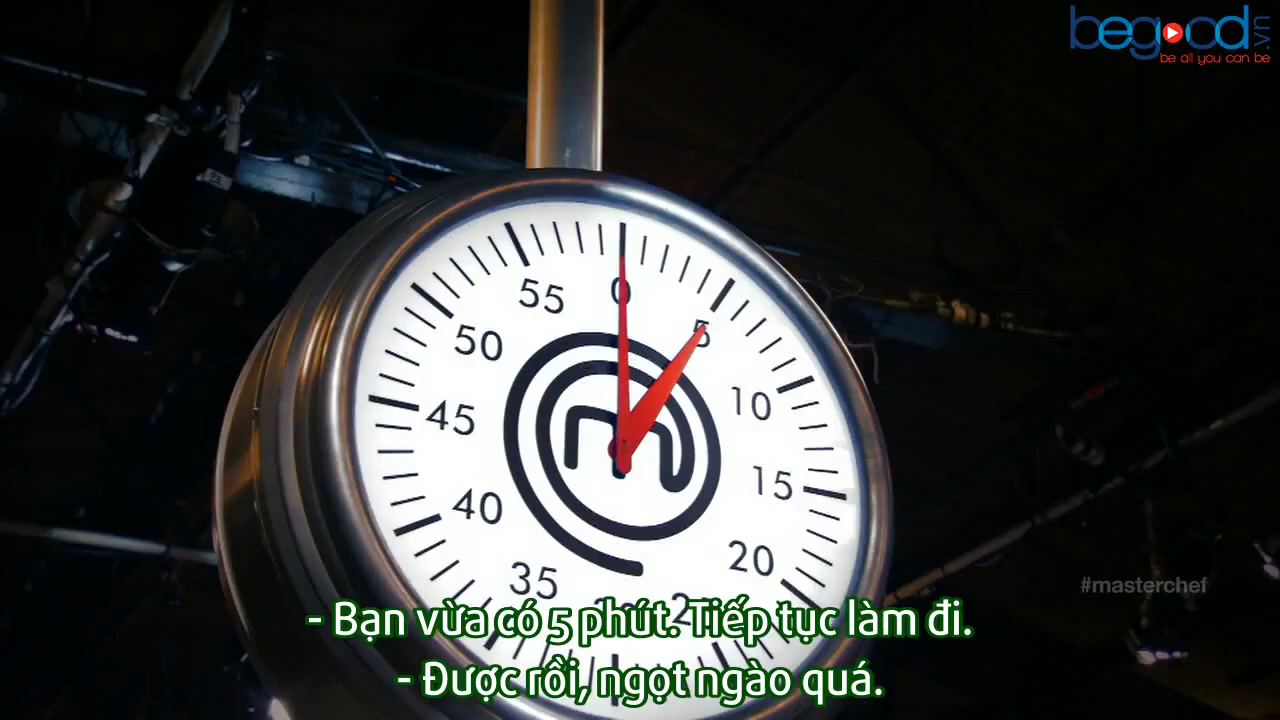 begood.vn
be all you can be
55
0
5
50
10
45
15
40
20
35
#masterchef
- Bạn vừa có 5 phút. Tiếp tục làm đi.
- Được rồi, ngọt ngào quá.